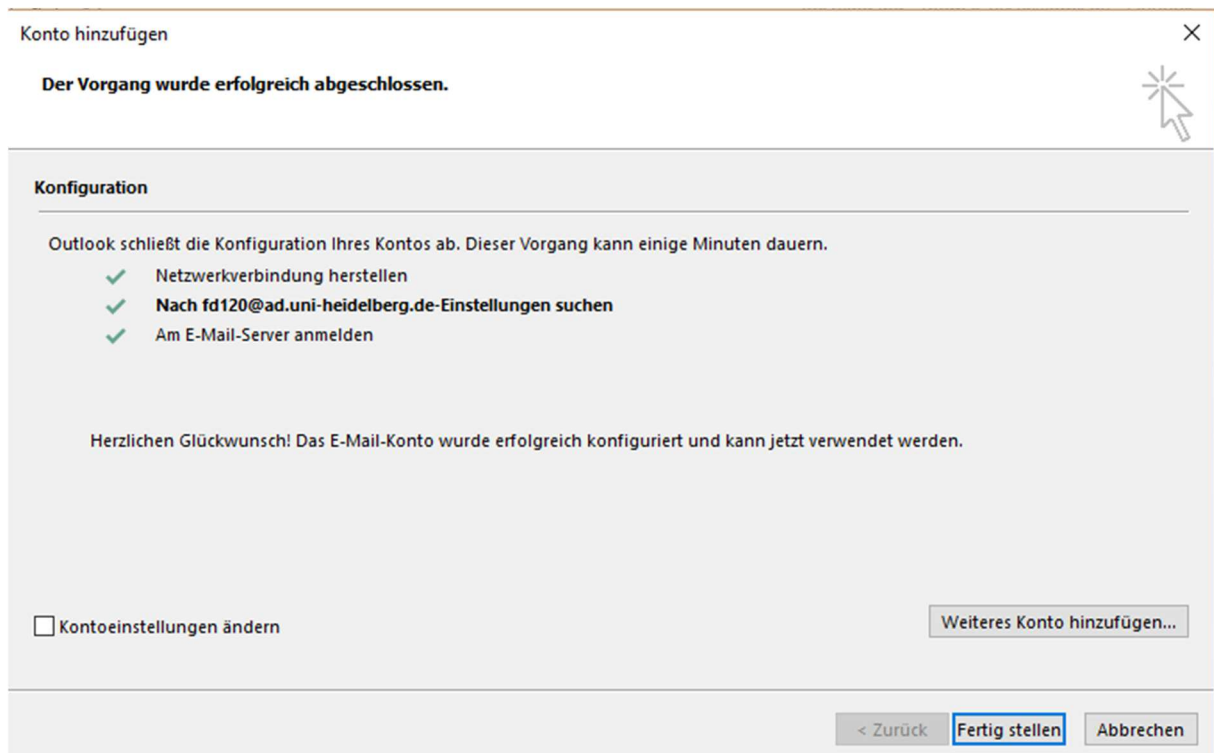 Konto hinzufügen
Der Vorgang wurde erfolgreich abgeschlossen.
Konfiguration
Outlook schließt die Konfiguration Ihres Kontos ab. Dieser Vorgang kann einige Minuten dauern.
Netzwerkverbindung herstellen
Nach fd120@ad.uni-heidelberg.de-Einstellungen suchen
Am E-Mail-Server anmelden
Herzlichen Glückwunsch! Das E-Mail-Konto wurde erfolgreich konfiguriert und kann jetzt verwendet werden.
Kontoeinstellungen ändern
Weiteres Konto hinzufügen...
< Zurück Fertig stellen Abbrechen